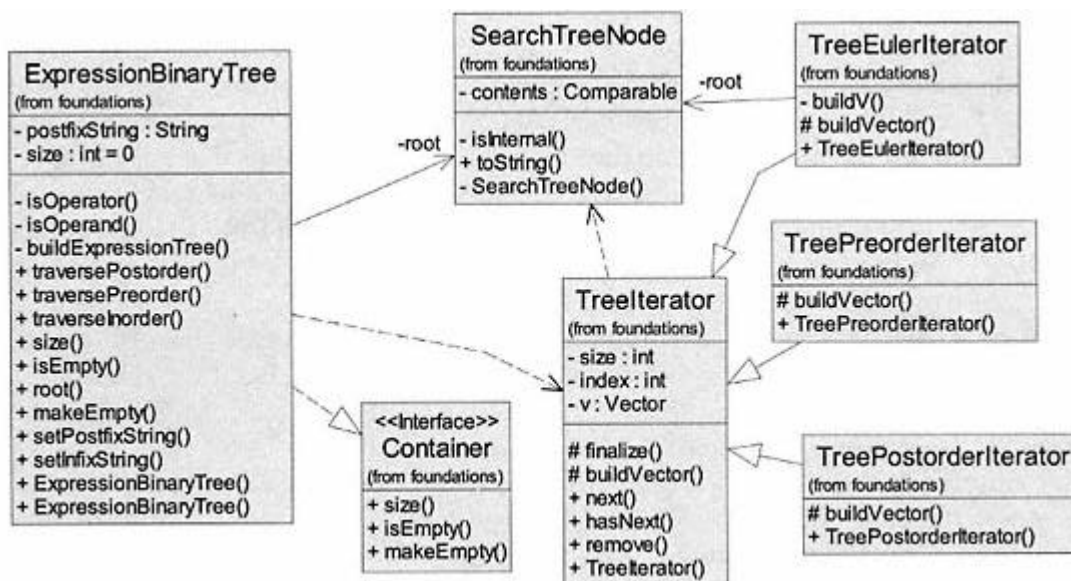 ExpressionBinaryTree
(from foundations)
- postfixString : String
- size : int = 0
- isOperator()
- isOperand()
- buildExpressionTree()
+ traversePostorder()
+ traversePreorder()
+ traverseInorder()
+ size()
+ isEmpty()
+ root()
+ makeEmpty()
+ setPostfixString()
+ setInfixString()
+ ExpressionBinaryTree()
+ ExpressionBinaryTree()
-root
SearchTreeNode
(from foundations)
- contents : Comparable
- isInternal()
+ toString()
- SearchTreeNode()
-root
TreeEulerIterator
(from foundations)
- buildV()
# buildVector()
+ TreeEulerIterator()
TreePreorderIterator
(from foundations)
# buildVector()
+ TreePreorderIterator()
TreeIterator
(from foundations)
- size : int
- index : int
- v : Vector
# finalize()
# buildVector()
+ next()
+ hasNext()
+ remove()
+ TreeIterator()
<<Interface>>
Container
(from foundations)
+ size()
+ isEmpty()
+ makeEmpty()
TreePostorderIterator
(from foundations)
# buildVector()
+ TreePostorderIterator()